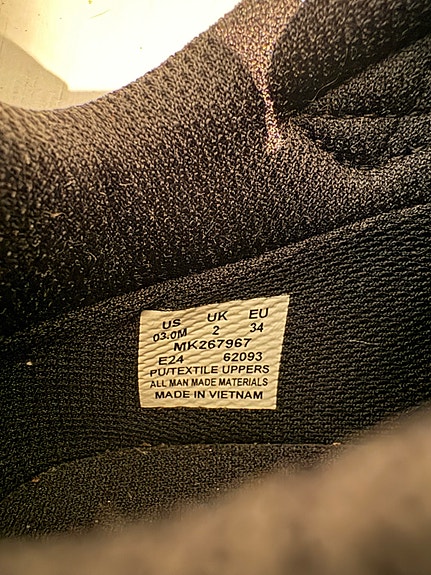 US UK EU
03.0M 2 34
MK267967
E24 62093
PU/TEXTILE UPPERS
ALL MAN MADE MATERIALS
MADE IN VIETNAM